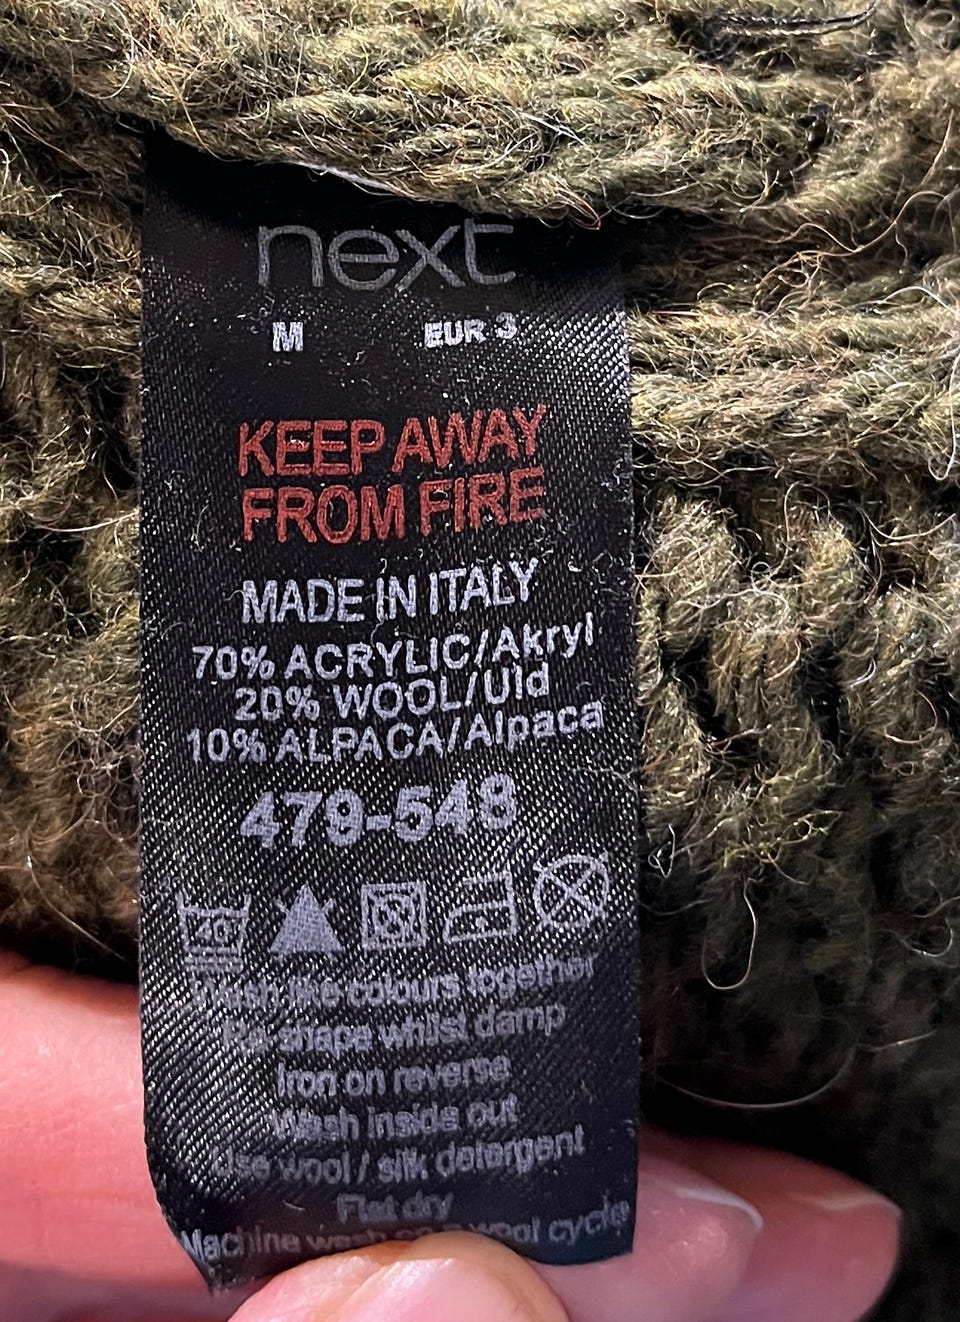 next
M EUR 3
KEEP AWAY
FROM FIRE
MADE IN ITALY
70% ACRYLIC/Akryl
20% WOOL/Uld
10% ALPACA/Alpaca
479-548
40
Wash like colours together
Re-shape whilst damp
Iron on reverse
Wash inside out
Use wool / silk detergent
Flat dry
Machine wash on a wool cycle